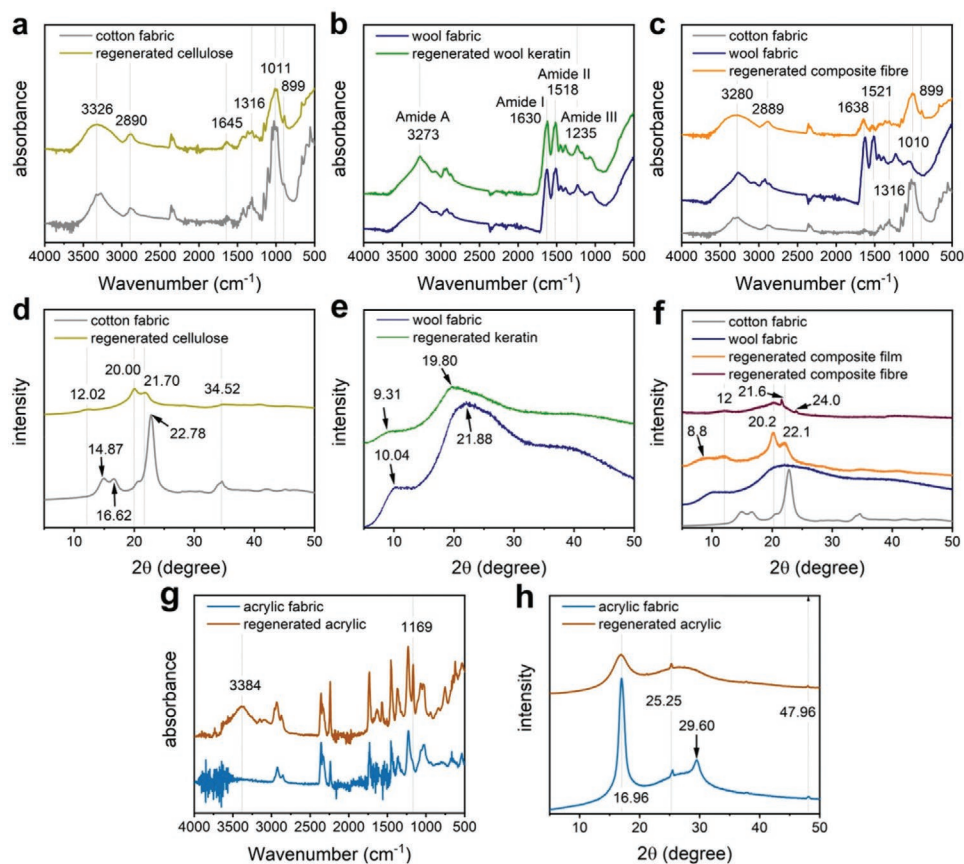 a
cotton fabric
regenerated cellulose
1011
1316
899
3326
2890
1645
absorbance
4000 3500 3000 2500 2000 1500 1000 500
Wavenumber (cm⁻¹)
b
wool fabric
regenerated wool keratin
Amide II
1518
Amide I
1630
Amide III
1235
Amide A
3273
absorbance
4000 3500 3000 2500 2000 1500 1000 500
Wavenumber (cm⁻¹)
c
cotton fabric
wool fabric
regenerated composite fibre
1521
899
3280
2889
1638
1010
1316
absorbance
4000 3500 3000 2500 2000 1500 1000 500
Wavenumber (cm⁻¹)
d
cotton fabric
regenerated cellulose
20.00
21.70
12.02
34.52
14.87
22.78
16.62
intensity
10 20 30 40 50
2θ (degree)
e
wool fabric
regenerated keratin
19.80
9.31
21.88
10.04
intensity
10 20 30 40 50
2θ (degree)
f
cotton fabric
wool fabric
regenerated composite film
regenerated composite fibre
21.6
12
24.0
20.2
8.8
22.1
intensity
10 20 30 40 50
2θ (degree)
g
acrylic fabric
regenerated acrylic
1169
3384
absorbance
4000 3500 3000 2500 2000 1500 1000 500
Wavenumber (cm⁻¹)
h
acrylic fabric
regenerated acrylic
25.25
47.96
29.60
16.96
intensity
10 20 30 40 50
2θ (degree)